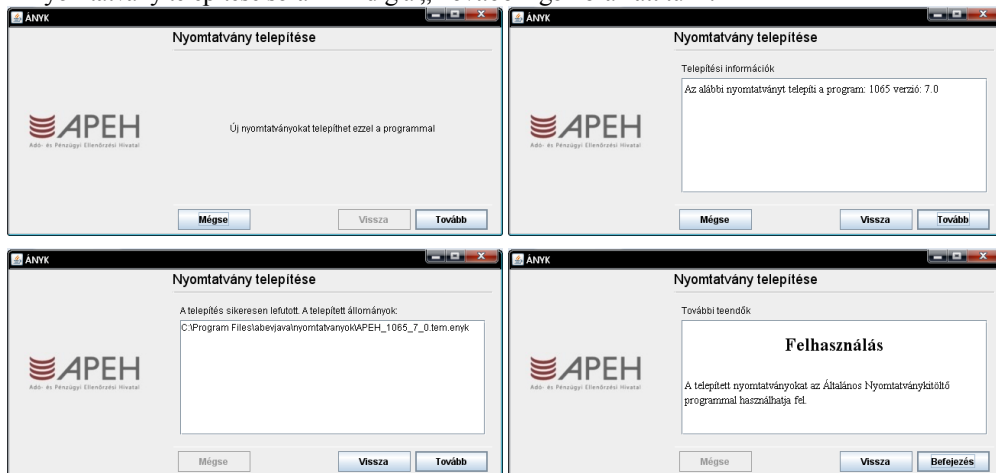 ÁNYK
Nyomtatvány telepítése
Új nyomtatványokat telepíthet ezzel a programmal
APEH
Adó- és Pénzügyi Ellenőrzési Hivatal
Mégse Vissza Tovább
ÁNYK
Nyomtatvány telepítése
Telepítési információk
Az alábbi nyomtatványt telepíti a program: 1065 verzió: 7.0
APEH
Adó- és Pénzügyi Ellenőrzési Hivatal
Mégse Vissza Tovább
ÁNYK
Nyomtatvány telepítése
A telepítés sikeresen lefutott. A telepített állományok:
C:\Program Files\abevjava\nyomtatvanyok\APEH_1065_7_0.tem.enyk
APEH
Adó- és Pénzügyi Ellenőrzési Hivatal
Mégse Vissza Tovább
ÁNYK
Nyomtatvány telepítése
További teendők
Felhasználás
A telepített nyomtatványokat az Általános Nyomtatványkitöltő
programmal használhatja fel.
APEH
Adó- és Pénzügyi Ellenőrzési Hivatal
Mégse Vissza Befejezés